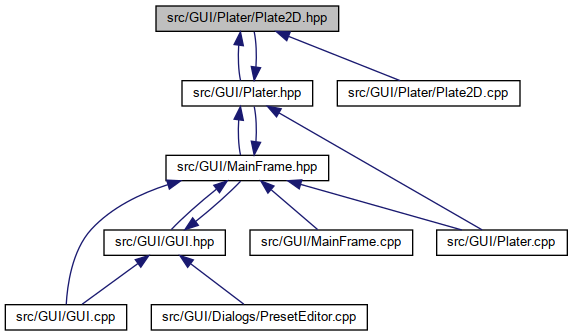 src/GUI/Plater/Plate2D.hpp
src/GUI/Plater.hpp
src/GUI/Plater/Plate2D.cpp
src/GUI/MainFrame.hpp
src/GUI/GUI.hpp
src/GUI/MainFrame.cpp
src/GUI/Plater.cpp
src/GUI/GUI.cpp
src/GUI/Dialogs/PresetEditor.cpp